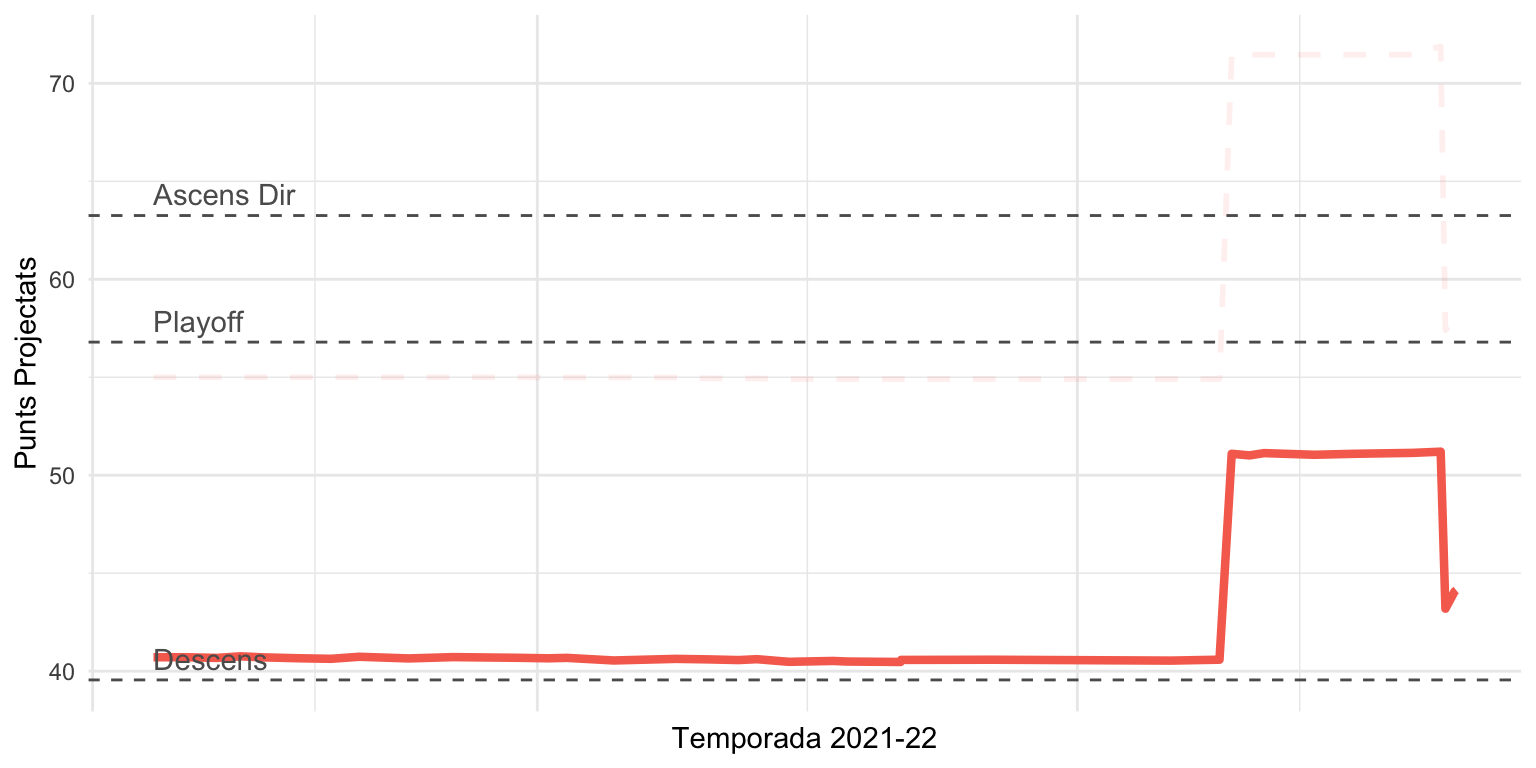 70
60
50
40
Punts Projectats
Ascens Dir
Playoff
Descens
Temporada 2021-22